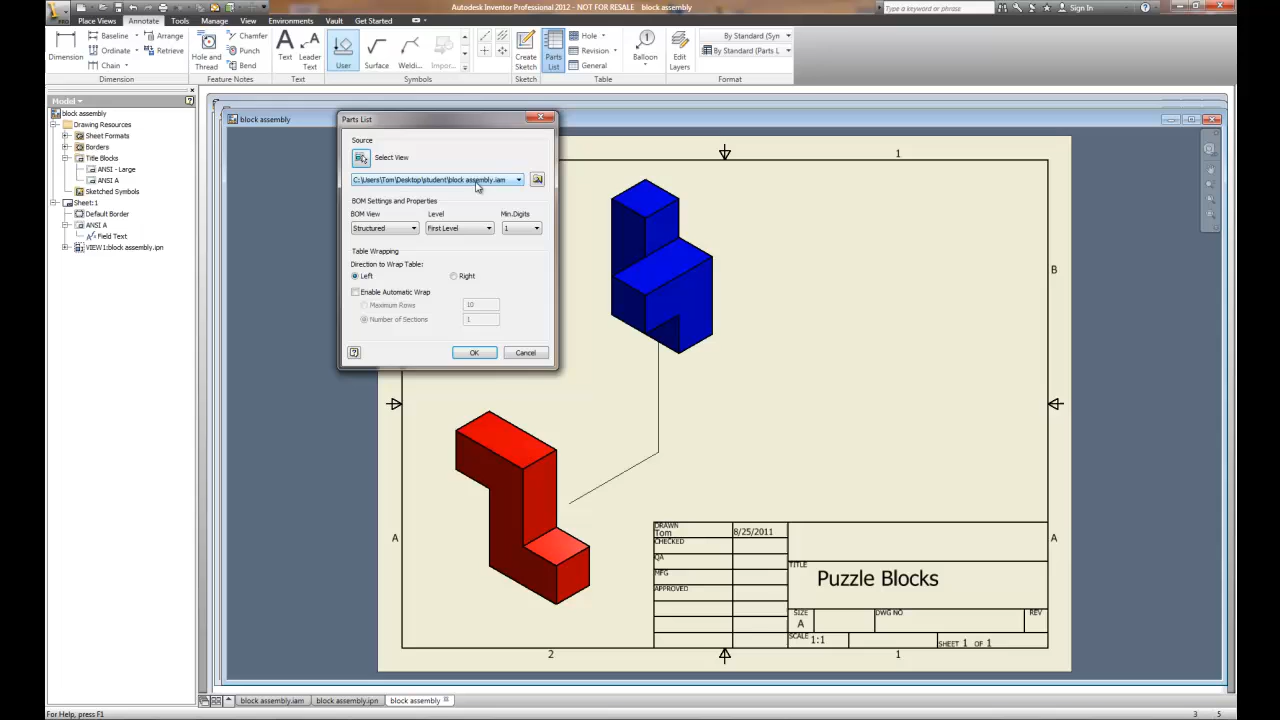 Autodesk Inventor Professional 2012 - NOT FOR RESALE block assembly
Type a keyword or phrase
Sign In
PRO
Place Views
Annotate
Tools
Manage
View
Environments
Vault
Get Started
Dimension
Baseline
Ordinate
Chain
Arrange
Retrieve
Dimension
Hole and Thread
Chamfer
Punch
Bend
Feature Notes
Text
Leader Text
Text
User
Surface
Weldi...
Impor...
Symbols
Create Sketch
Sketch
Parts List
Hole
Revision
General
Table
Balloon
Edit Layers
By Standard (Syn
By Standard (Parts L
Format
Model
block assembly
Drawing Resources
Sheet Formats
Borders
Title Blocks
ANSI - Large
ANSI A
Sketched Symbols
Sheet:1
Default Border
ANSI A
Field Text
VIEW1:block assembly.ipn
block assembly
Parts List
Source
Select View
C:\Users\Tom\Desktop\student\block assembly.iam
BOM Settings and Properties
BOM View
Level
Min.Digits
Structured
First Level
1
Table Wrapping
Direction to Wrap Table:
Left
Right
Enable Automatic Wrap
Maximum Rows
10
Number of Sections
1
OK
Cancel
1
B
A
A
DRAWN
Tom
8/25/2011
CHECKED
QA
MFG
APPROVED
TITLE
Puzzle Blocks
SIZE
A
DWG NO
REV
SCALE
1:1
SHEET 1 OF 1
2
1
block assembly.iam
block assembly.ipn
block assembly
For Help, press F1
3
5